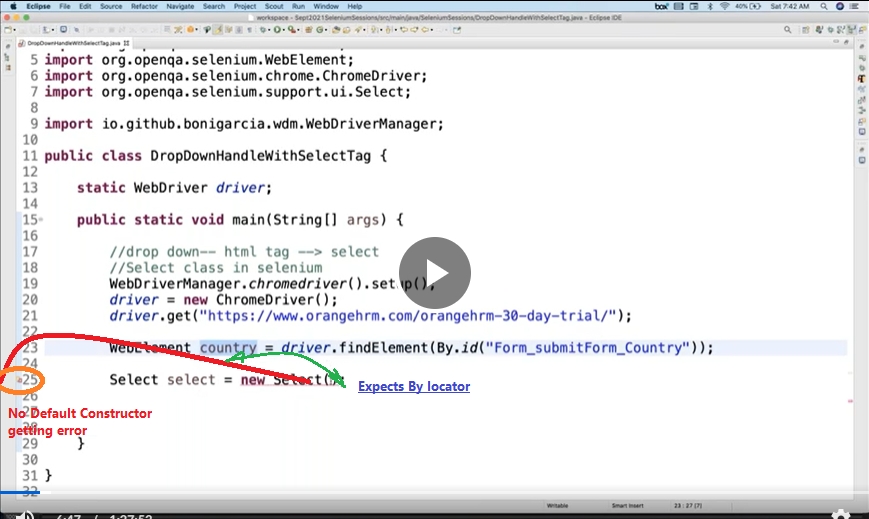 Eclipse File Edit Source Refactor Navigate Search Project Scout Run Window Help box 40% Sat 7:42 AM
workspace - Sept2021SeleniumSessions/src/main/java/SeleniumSessions/DropDownHandleWithSelectTag.java - Eclipse IDE
DropDownHandleWithSelectTag.java
5 import org.openqa.selenium.WebElement;
6 import org.openqa.selenium.chrome.ChromeDriver;
7 import org.openqa.selenium.support.ui.Select;
8
9 import io.github.bonigarcia.wdm.WebDriverManager;
10
11 public class DropDownHandleWithSelectTag {
12
13 static WebDriver driver;
14
15 public static void main(String[] args) {
16
17 //drop down-- html tag --> select
18 //Select class in selenium
19 WebDriverManager.chromedriver().setup();
20 driver = new ChromeDriver();
21 driver.get("https://www.orangehrm.com/orangehrm-30-day-trial/");
22
23 WebElement country = driver.findElement(By.id("Form_submitForm_Country"));
24
25 Select select = new Select();
Expects By locator
26
No Default Constructor
getting error
29 }
30
31 }
32
Writable Smart Insert 23 : 27 [7]
6:47 / 1:27:52